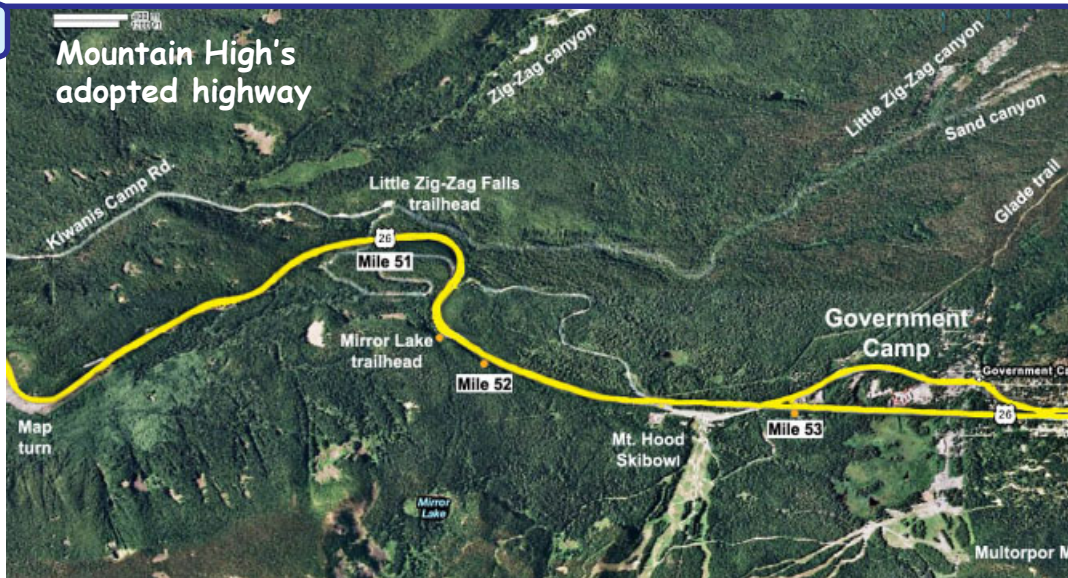 Mountain High's
adopted highway
Zig-Zag canyon
Little Zig-Zag canyon
Sand canyon
Glade trail
Kiwanis Camp Rd.
Little Zig-Zag Falls
trailhead
26
Mile 51
Mirror Lake
trailhead
Mile 52
Government
Camp
Government Ca
26
Mile 53
Map
turn
Mt. Hood
Skibowl
Mirror
Lake
Multorpor M